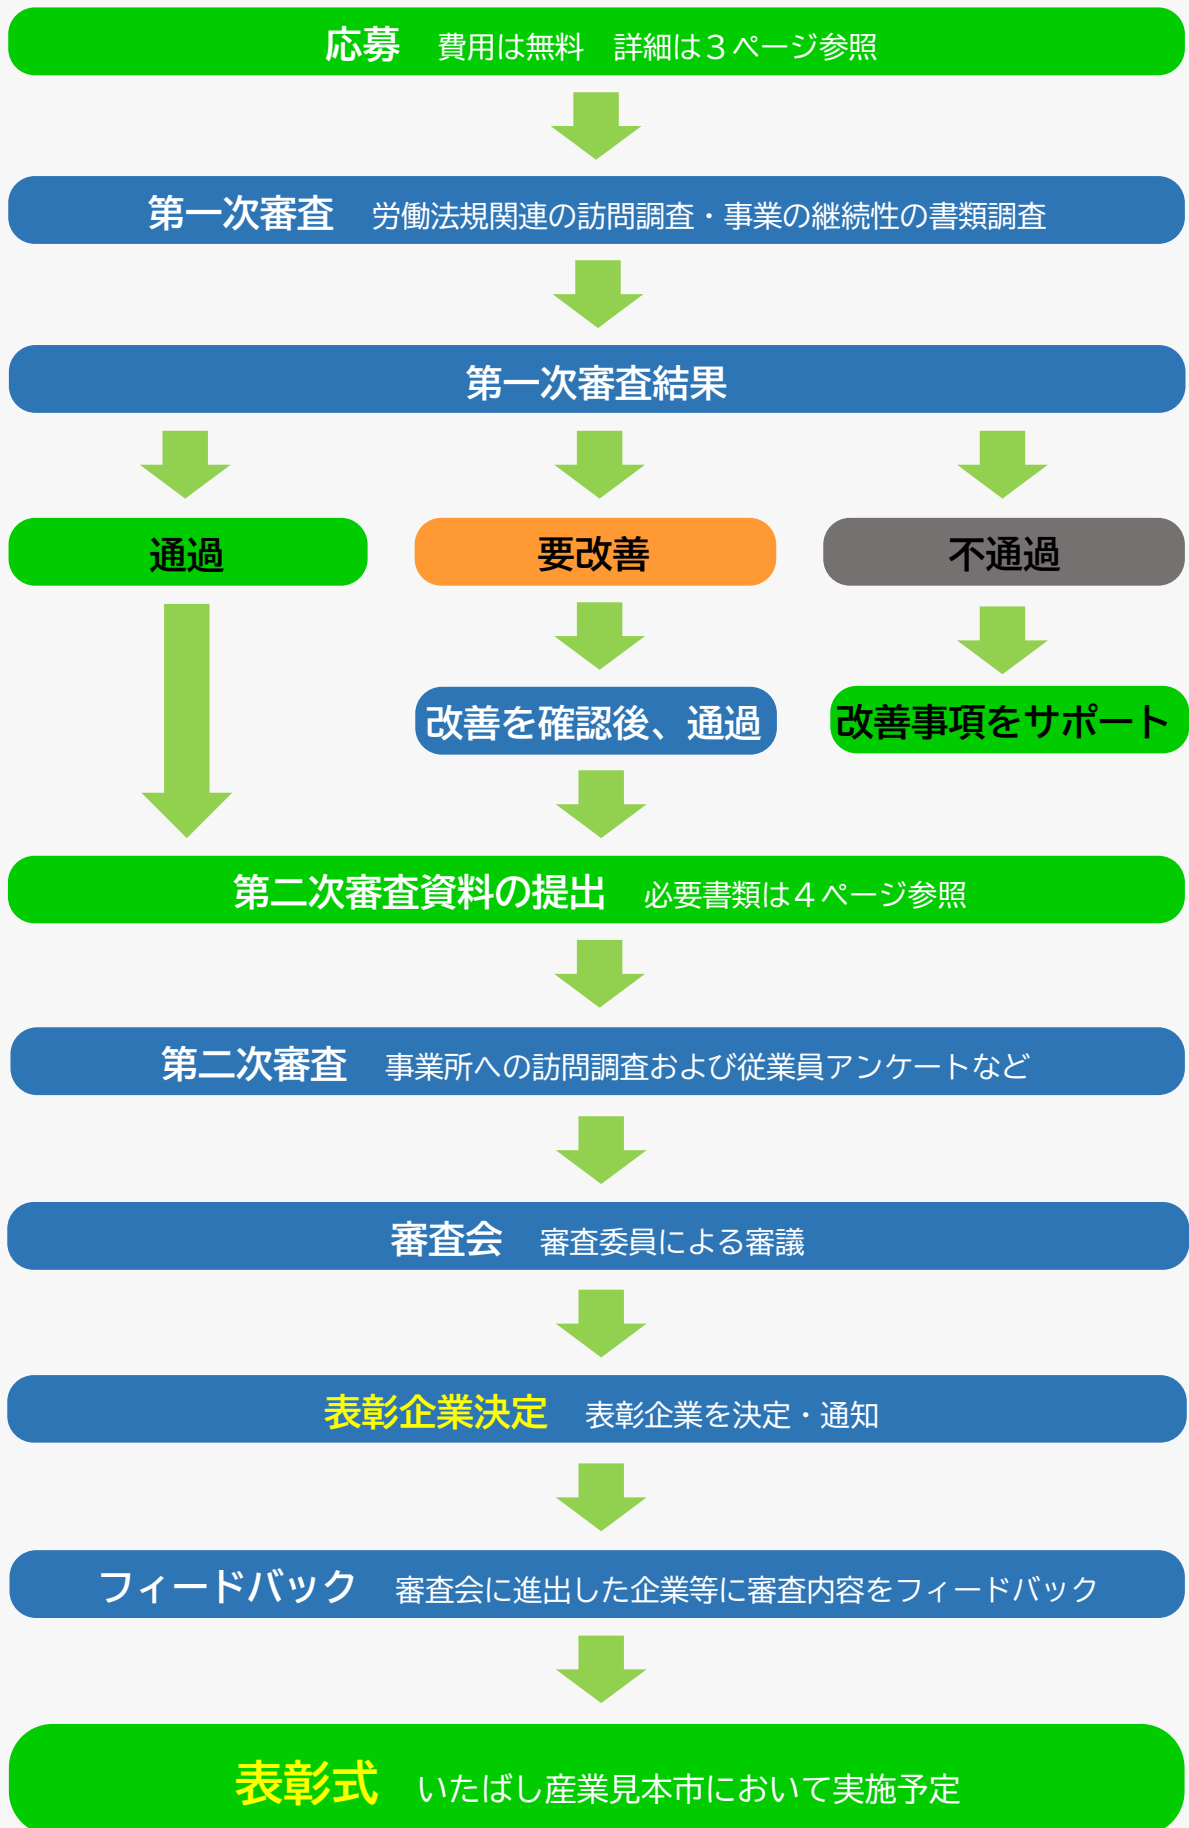 応募　費用は無料　詳細は３ページ参照
第一次審査　労働法規関連の訪問調査・事業の継続性の書類調査
第一次審査結果
通過
要改善
不通過
改善を確認後、通過
改善事項をサポート
第二次審査資料の提出　必要書類は４ページ参照
第二次審査　事業所への訪問調査および従業員アンケートなど
審査会　審査委員による審議
表彰企業決定　表彰企業を決定・通知
フィードバック　審査会に進出した企業等に審査内容をフィードバック
表彰式　いたばし産業見本市において実施予定